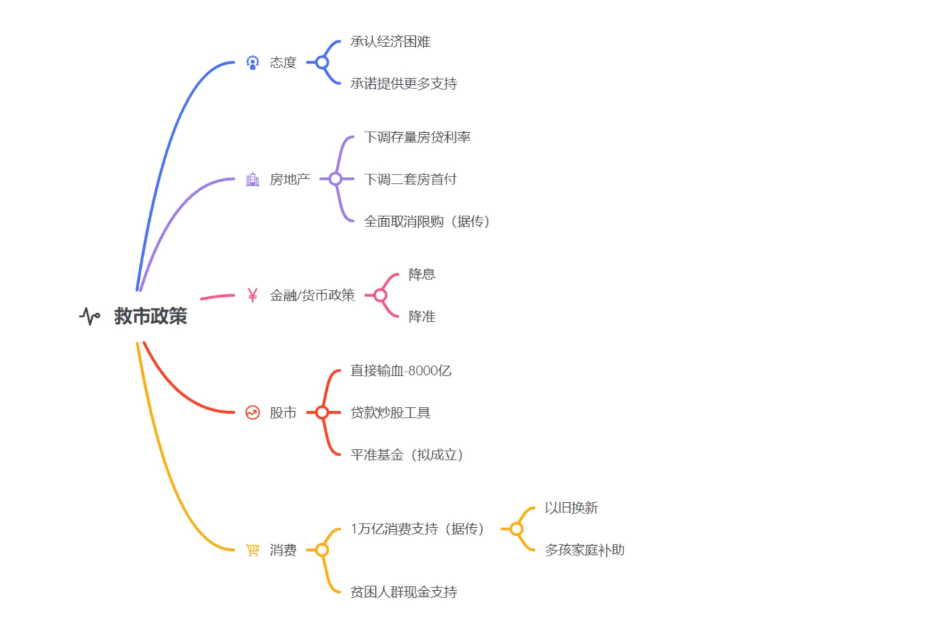 救市政策
态度
承认经济困难
承诺提供更多支持
房地产
下调存量房贷利率
下调二套房首付
全面取消限购（据传）
金融/货币政策
降息
降准
股市
直接输血-8000亿
贷款炒股工具
平准基金（拟成立）
消费
1万亿消费支持（据传）
以旧换新
多孩家庭补助
贫困人群现金支持